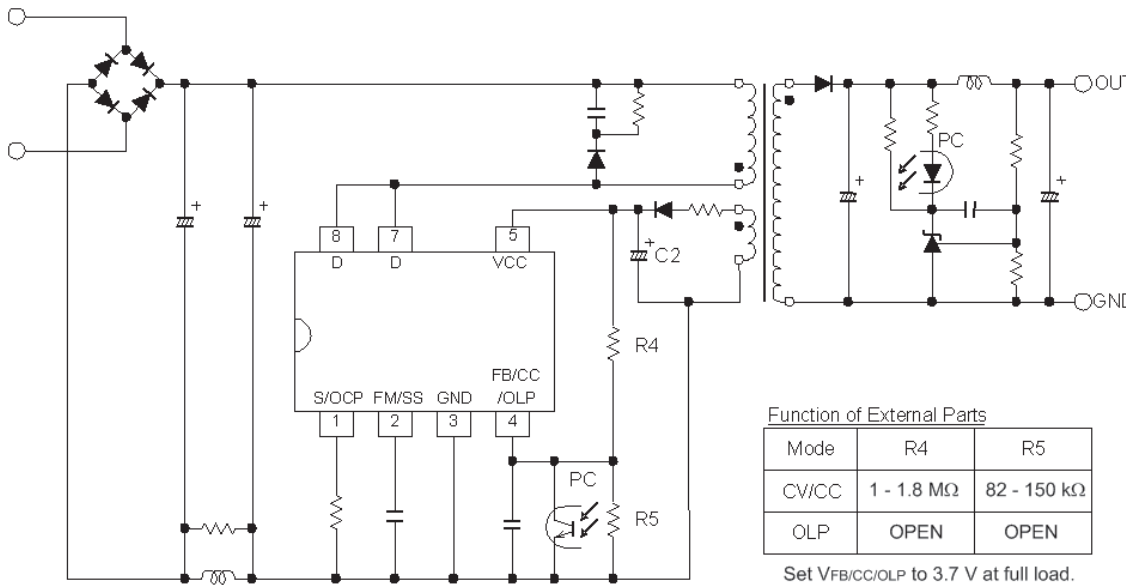 OUT
PC
8
7
5
D
D
VCC
C2
GND
R4
FB/CC
S/OCP
FM/SS
GND
/OLP
1
2
3
4
PC
R5
Function of External Parts
Mode R4 R5
CV/CC 1 - 1.8 MΩ 82 - 150 kΩ
OLP OPEN OPEN
Set VFB/CC/OLP to 3.7 V at full load.